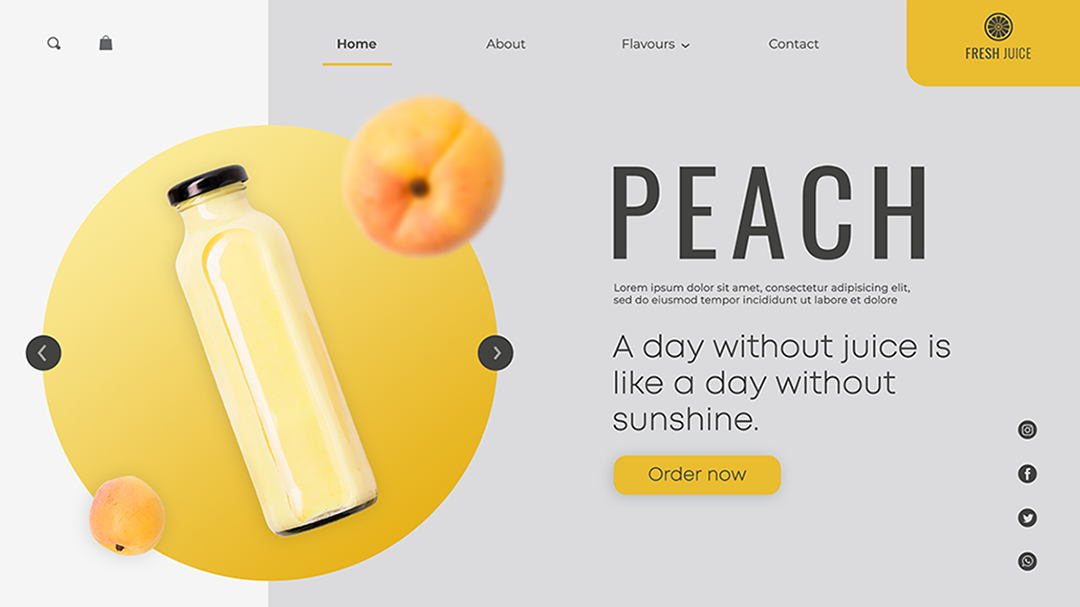 Home
About
Flavours
Contact
FRESH JUICE
PEACH
Lorem ipsum dolor sit amet, consectetur adipisicing elit,
sed do eiusmod tempor incididunt ut labore et dolore
A day without juice is
like a day without
sunshine.
Order now